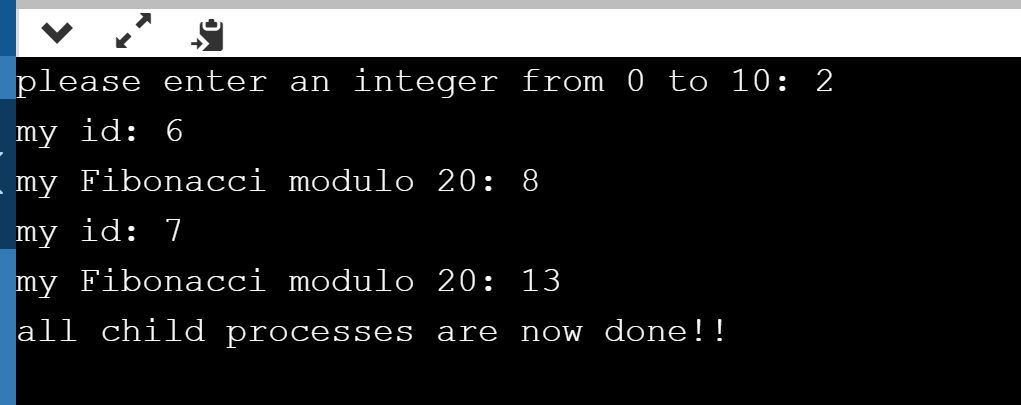 please enter an integer from 0 to 10: 2
my id: 6
my Fibonacci modulo 20: 8
my id: 7
my Fibonacci modulo 20: 13
all child processes are now done!!